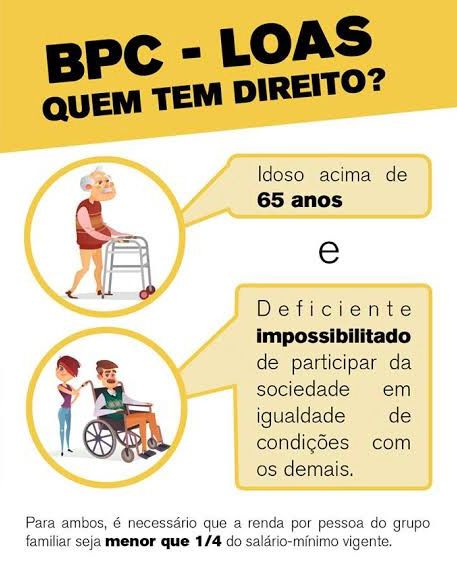 BPC - LOAS
QUEM TEM DIREITO?
Idoso acima de
65 anos
e
Deficiente
impossibilitado
de participar da
sociedade em
igualdade de
condições com
os demais.
Para ambos, é necessário que a renda por pessoa do grupo
familiar seja menor que 1/4 do salário-mínimo vigente.